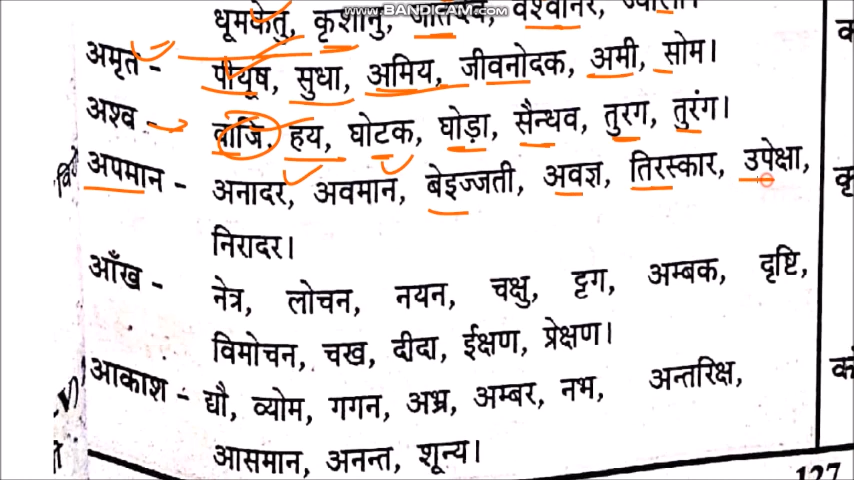 WWW.BANDICAM.COM
धूमकेतु, कृशानु,
अमृत - पीयूष, सुधा, अमिय, जीवनोदक, अमी, सोम।
अश्व - वाजि, हय, घोटक, घोड़ा, सैन्धव, तुरग, तुरंग।
अपमान - अनादर, अवमान, बेइज्जती, अवज्ञ, तिरस्कार, उपेक्षा,
निरादर।
आँख - नेत्र, लोचन, नयन, चक्षु, ट्टग, अम्बक, दृष्टि,
विमोचन, चख, दीदा, ईक्षण, प्रेक्षण।
आकाश - द्यौ, व्योम, गगन, अभ्र, अम्बर, नभ, अन्तरिक्ष,
आसमान, अनन्त, शून्य।
127